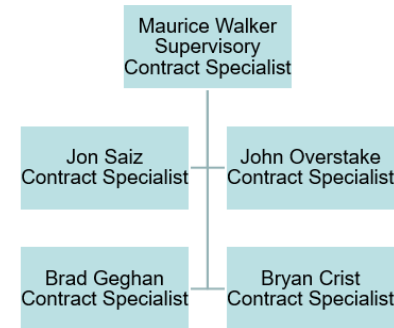 Maurice Walker
Supervisory
Contract Specialist
Jon Saiz
Contract Specialist
John Overstake
Contract Specialist
Brad Geghan
Contract Specialist
Bryan Crist
Contract Specialist